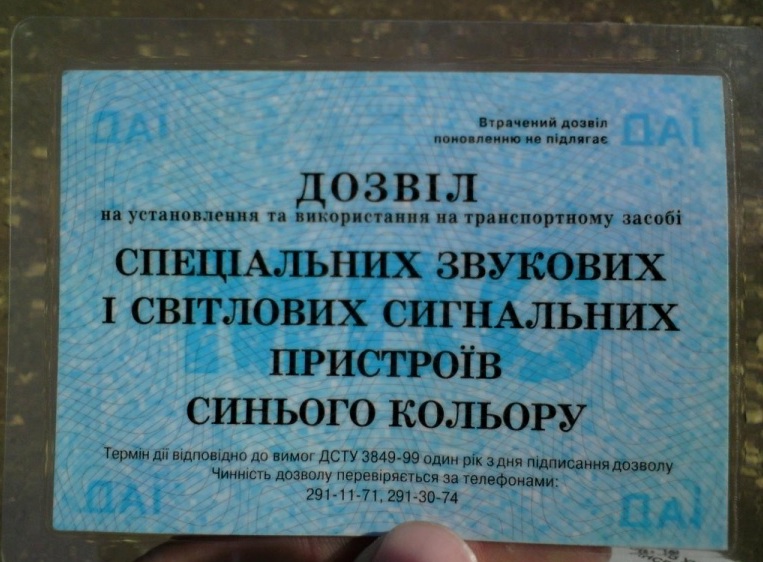 Втрачений дозвіл
поновленню не підлягає
ДАІ
ДАІ
ДОЗВІЛ
на установлення та використання на транспортному засобі
СПЕЦІАЛЬНИХ ЗВУКОВИХ
І СВІТЛОВИХ СИГНАЛЬНИХ
ПРИСТРОЇВ
СИНЬОГО КОЛЬОРУ
Термін дії відповідно до вимог ДСТУ 3849-99 один рік з дня підписання дозволу
Чинність дозволу перевіряється за телефонами:
291-11-71, 291-30-74
ДАІ
ДАІ